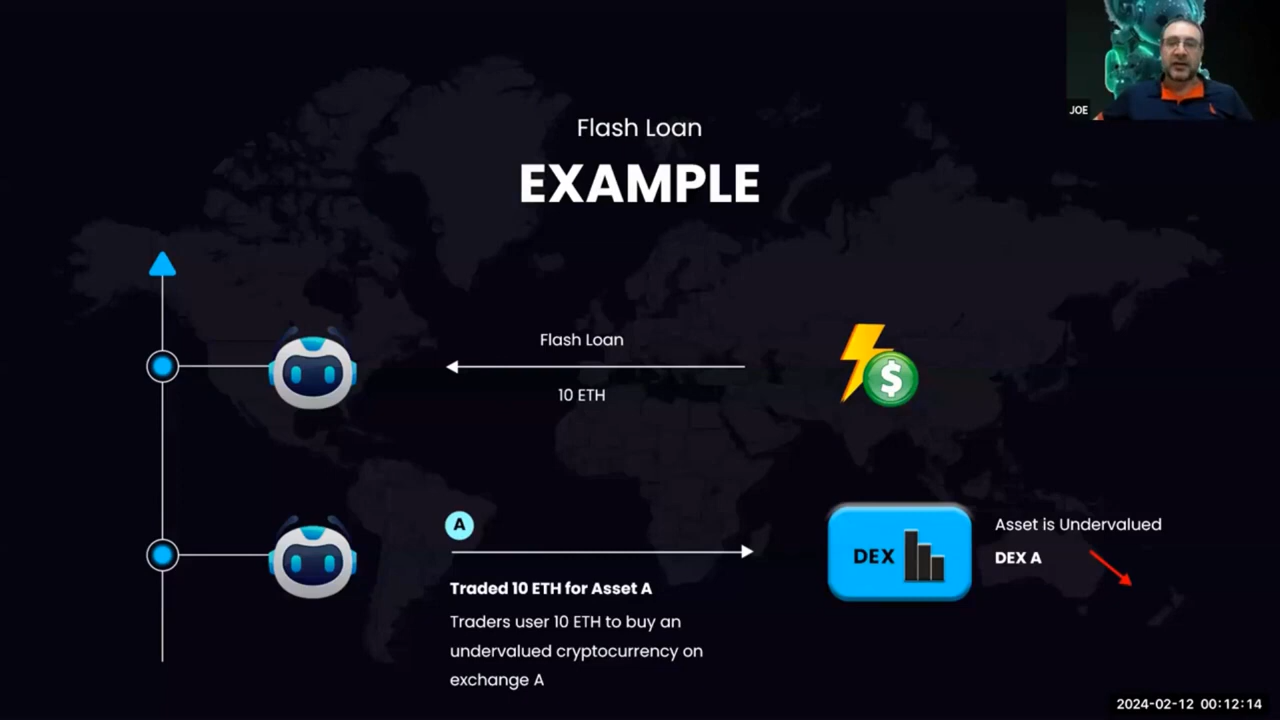 JOE
Flash Loan
EXAMPLE
Flash Loan
10 ETH
$
A
Traded 10 ETH for Asset A
Traders user 10 ETH to buy an
undervalued cryptocurrency on
exchange A
DEX
Asset is Undervalued
DEX A
2024-02-12 00:12:14